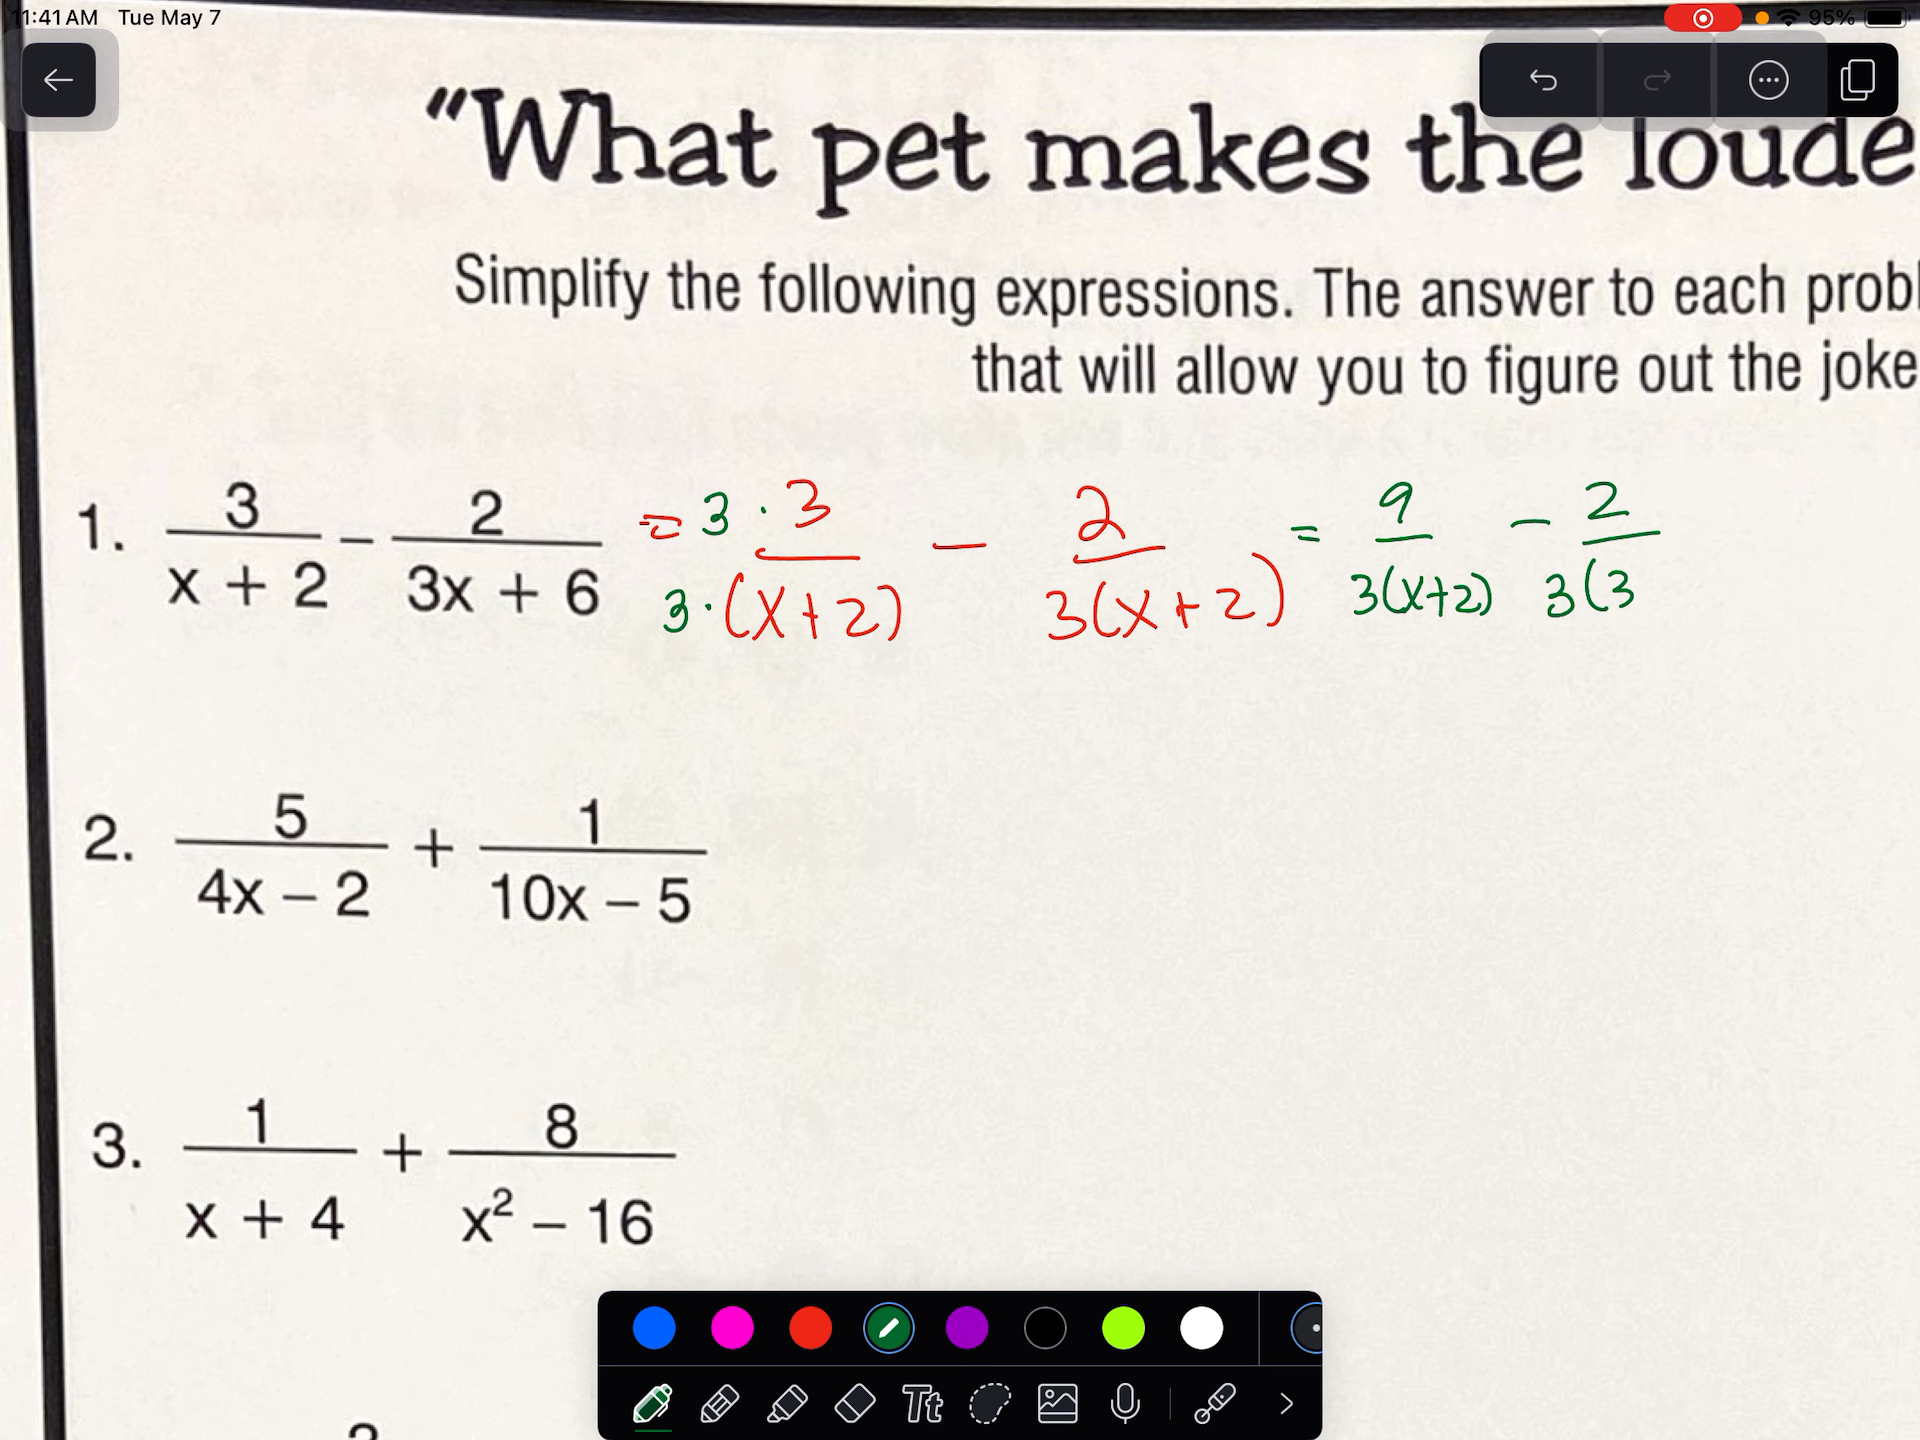 11:41 AM Tue May 7 95%
"What pet makes the loude
Simplify the following expressions. The answer to each probl
that will allow you to figure out the joke
1. 3/(x + 2) - 2/(3x + 6) = 3 · 3/3·(x+2) - 2/3(x+2) = 9/3(x+2) - 2/3(3
2. 5/(4x - 2) + 1/(10x - 5)
3. 1/(x + 4) + 8/(x² - 16)
Tt